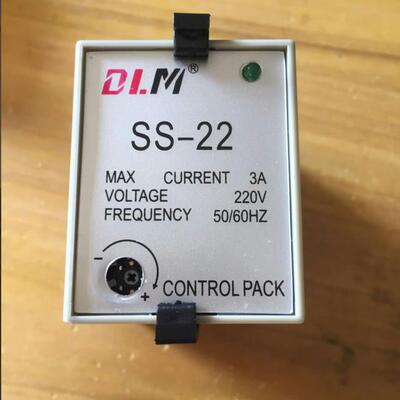 DLM®
SS-22
MAX CURRENT 3A
VOLTAGE 220V
FREQUENCY 50/60HZ
- +
CONTROL PACK